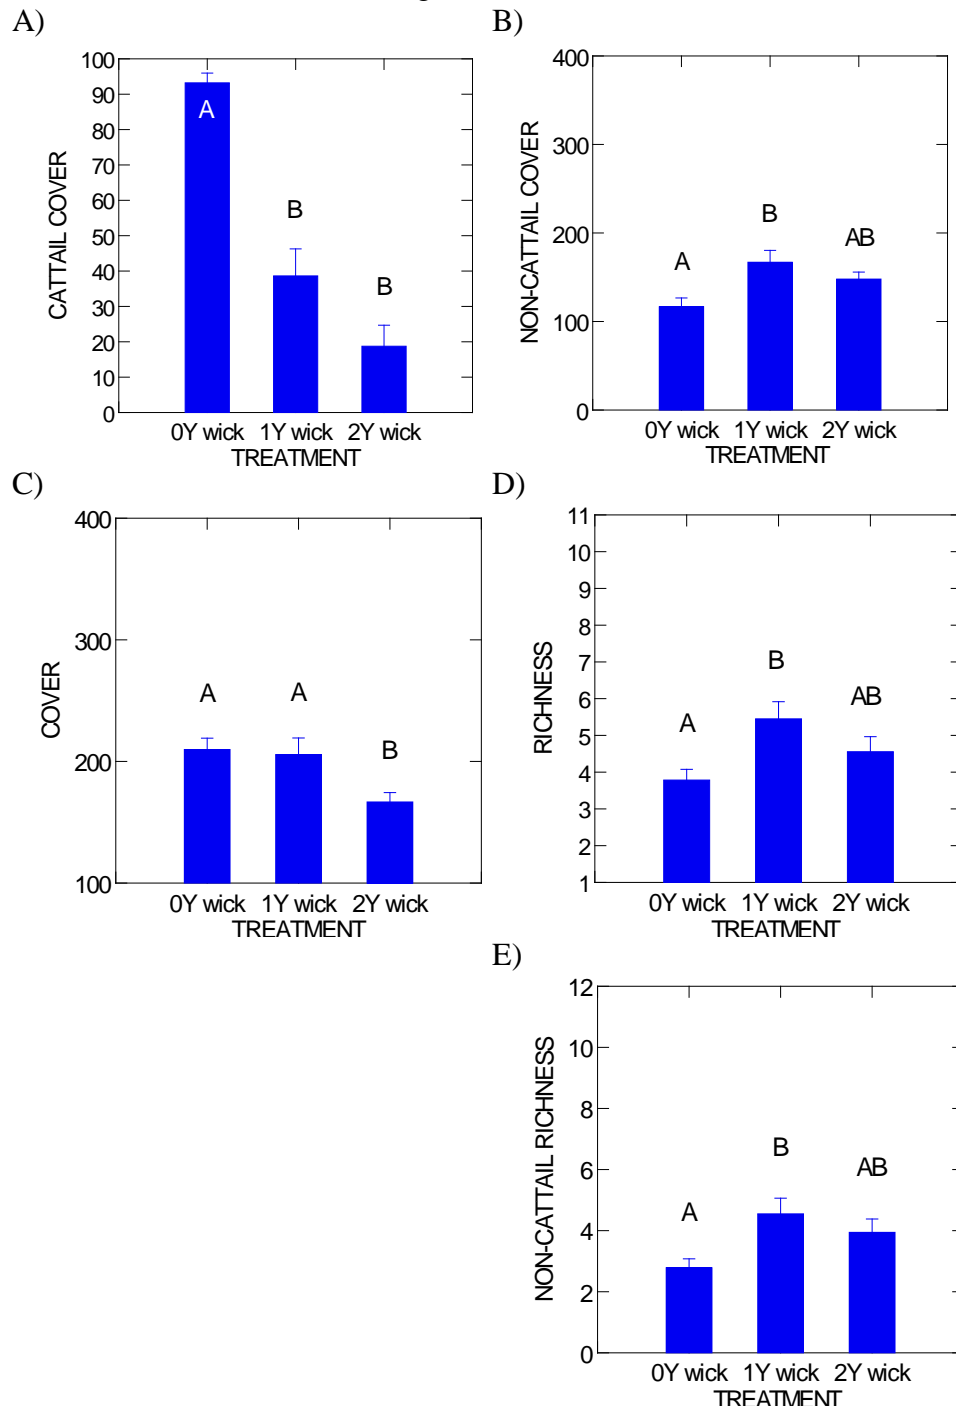 A)
100
90
80
70
60
50
40
30
20
10
0
CATTAIL COVER
A
B
B
0Y wick 1Y wick 2Y wick
TREATMENT
B)
400
300
200
100
0
NON-CATTAIL COVER
A
B
AB
0Y wick 1Y wick 2Y wick
TREATMENT
C)
400
300
200
100
COVER
A
A
B
0Y wick 1Y wick 2Y wick
TREATMENT
D)
11
10
9
8
7
6
5
4
3
2
1
RICHNESS
A
B
AB
0Y wick 1Y wick 2Y wick
TREATMENT
E)
12
10
8
6
4
2
0
NON-CATTAIL RICHNESS
A
B
AB
0Y wick 1Y wick 2Y wick
TREATMENT